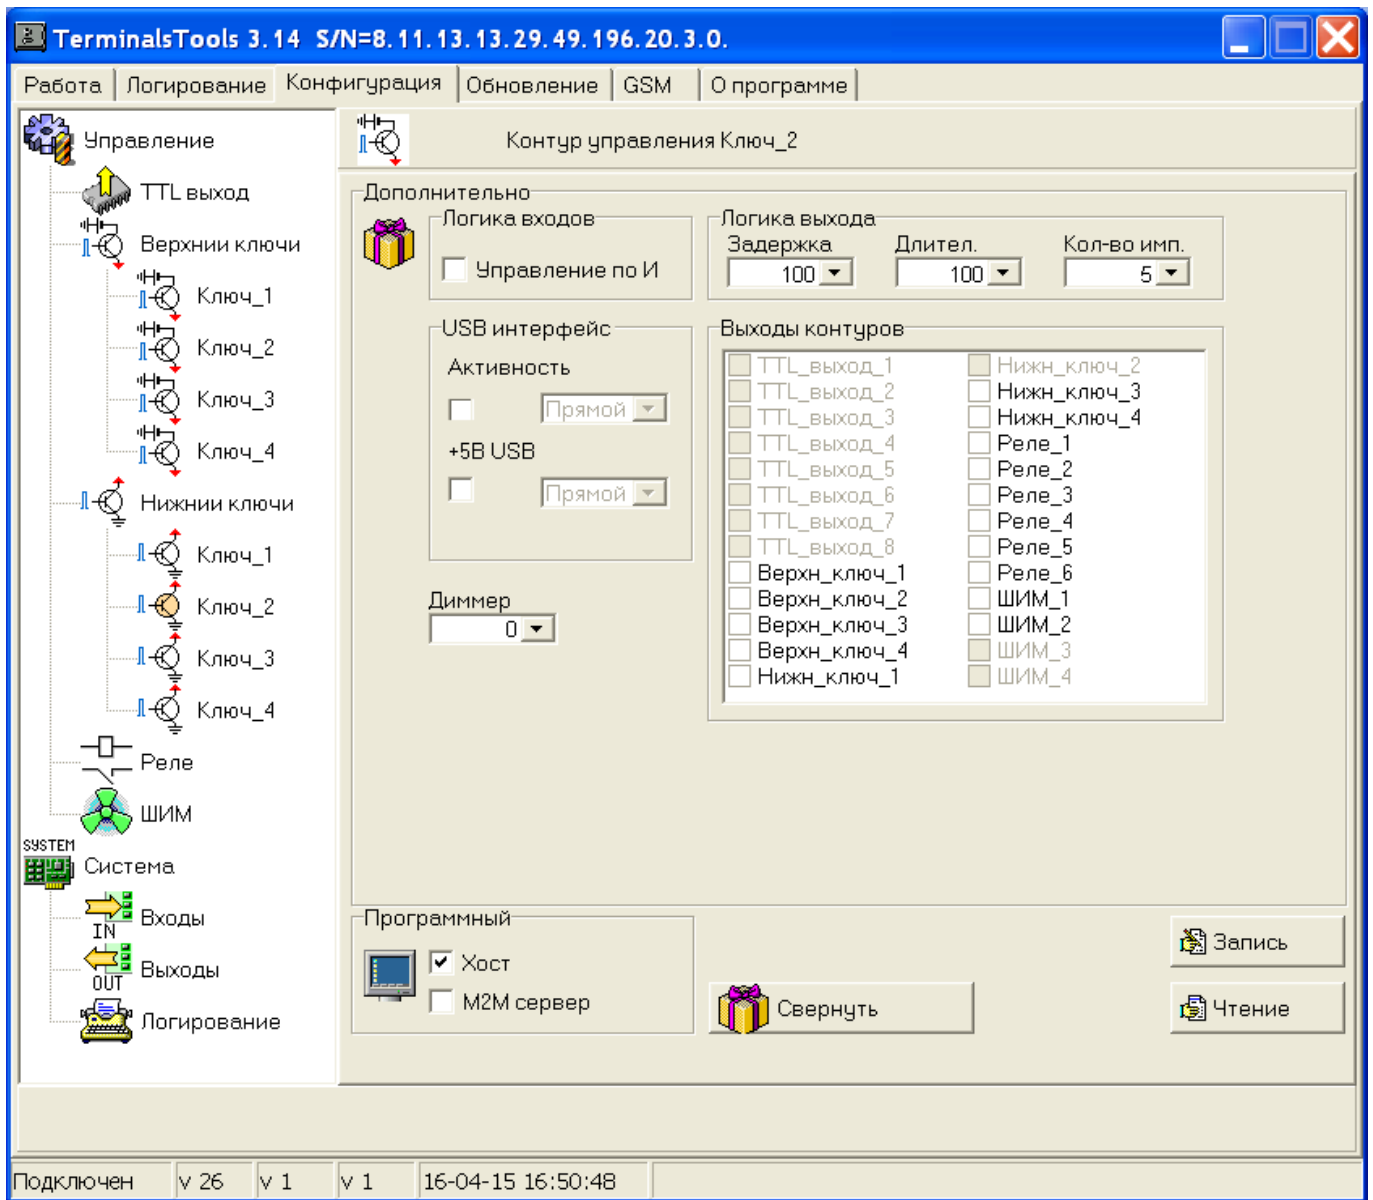 TerminalsTools 3.14 S/N=8.11.13.13.29.49.196.20.3.0.
Работа Логирование Конфигурация Обновление GSM О программе
Управление
TTL выход
Верхнии ключи
Ключ_1
Ключ_2
Ключ_3
Ключ_4
Нижнии ключи
Ключ_1
Ключ_2
Ключ_3
Ключ_4
Реле
ШИМ
SYSTEM
Система
IN
Входы
OUT
Выходы
Логирование
Контур управления Ключ_2
Дополнительно
Логика входов
Управление по И
Логика выхода
Задержка Длител. Кол-во имп.
100 100 5
USB интерфейс
Активность
Прямой
+5В USB
Прямой
Диммер
0
Выходы контуров
TTL_выход_1
TTL_выход_2
TTL_выход_3
TTL_выход_4
TTL_выход_5
TTL_выход_6
TTL_выход_7
TTL_выход_8
Верхн_ключ_1
Верхн_ключ_2
Верхн_ключ_3
Верхн_ключ_4
Нижн_ключ_1
Нижн_ключ_2
Нижн_ключ_3
Нижн_ключ_4
Реле_1
Реле_2
Реле_3
Реле_4
Реле_5
Реле_6
ШИМ_1
ШИМ_2
ШИМ_3
ШИМ_4
Программный
Хост
M2M сервер
Свернуть
Запись
Чтение
Подключен v 26 v 1 v 1 16-04-15 16:50:48